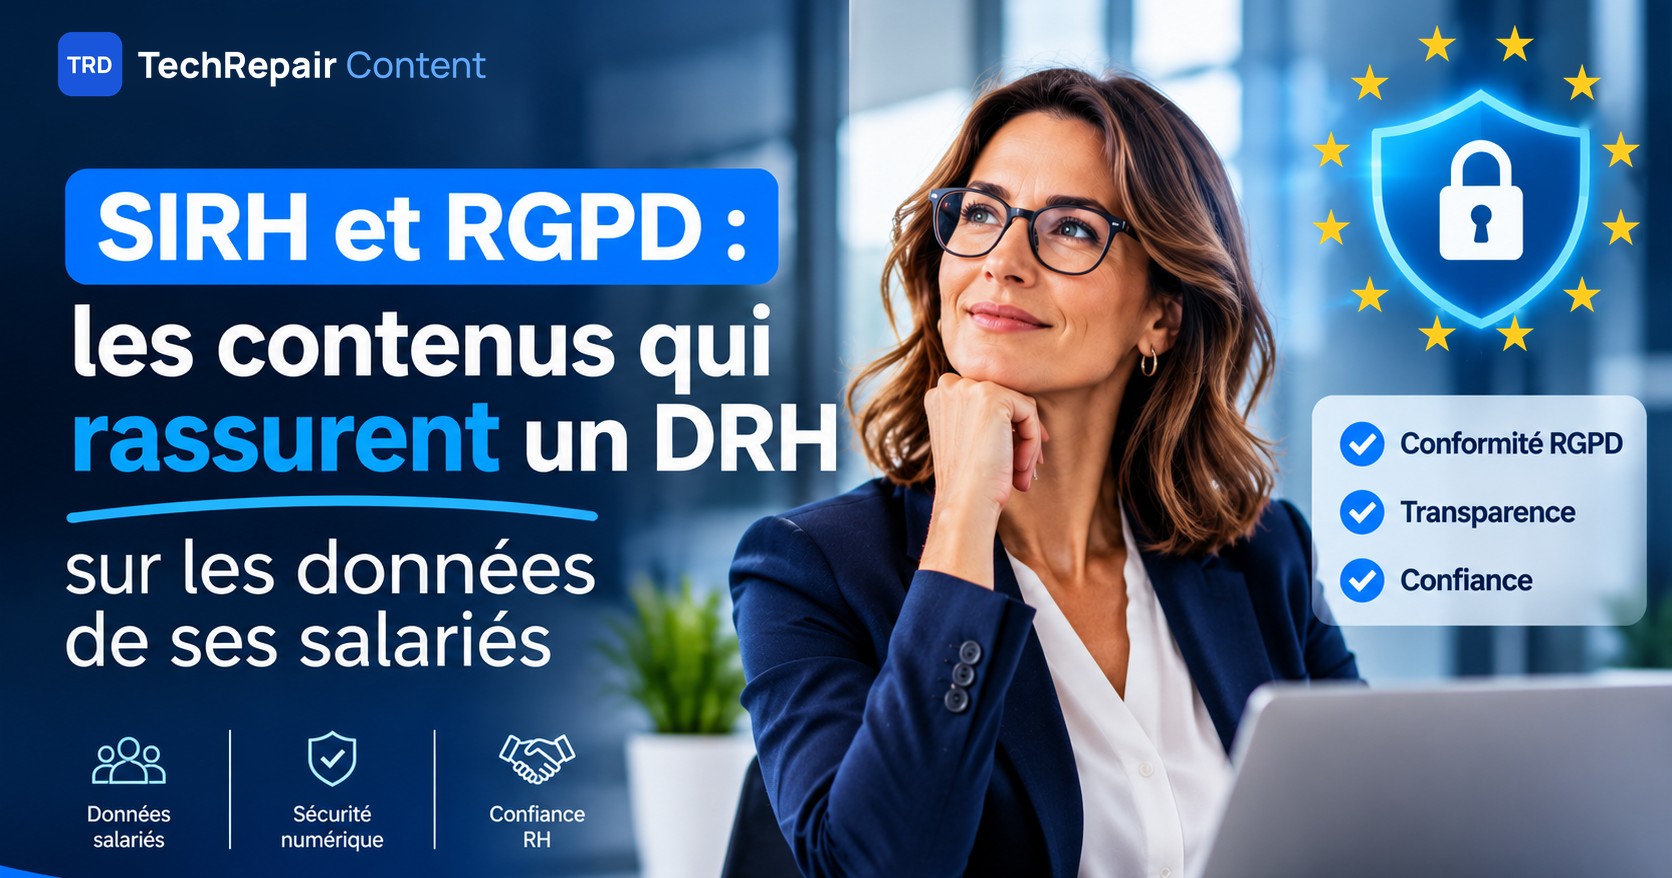 TRD TechRepair Content
SIRH et RGPD :
les contenus qui
rassurent un DRH
sur les données
de ses salariés
Données
salariés
Sécurité
numérique
Confiance
RH
Conformité RGPD
Transparence
Confiance